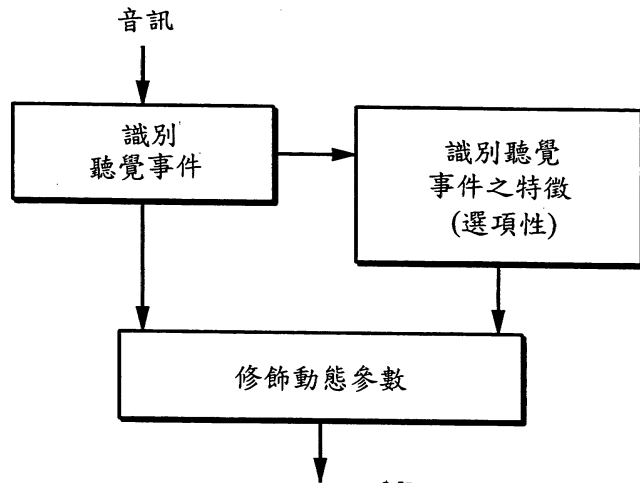 音訊
識別
聽覺事件
識別聽覺
事件之特徵
(選項性)
修飾動態參數